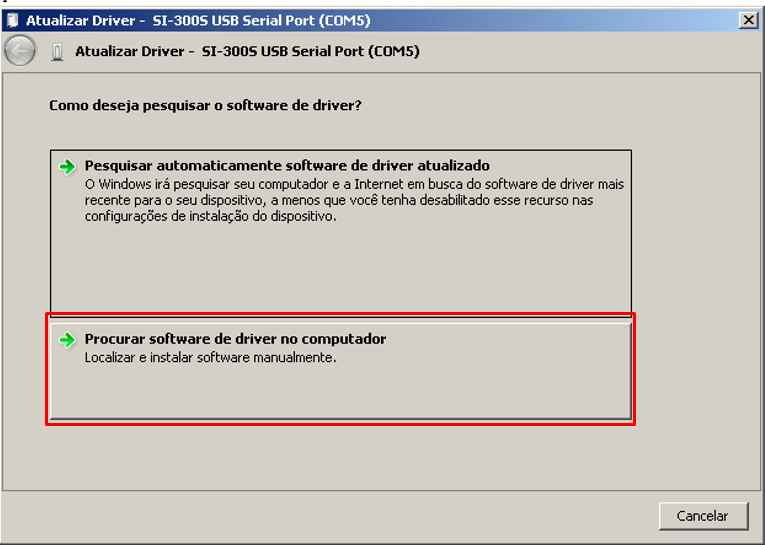 Atualizar Driver - SI-300S USB Serial Port (COM5)
Atualizar Driver - SI-300S USB Serial Port (COM5)
Como deseja pesquisar o software de driver?
Pesquisar automaticamente software de driver atualizado
O Windows irá pesquisar seu computador e a Internet em busca do software de driver mais
recente para o seu dispositivo, a menos que você tenha desabilitado esse recurso nas
configurações de instalação do dispositivo.
Procurar software de driver no computador
Localizar e instalar software manualmente.
Cancelar